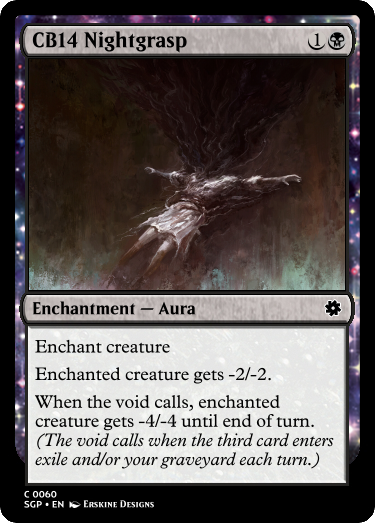 CB14 Nightgrasp 1
Enchantment — Aura
Enchant creature
Enchanted creature gets -2/-2.
When the void calls, enchanted
creature gets -4/-4 until end of turn.
(The void calls when the third card enters
exile and/or your graveyard each turn.)
C 0060
SGP • EN Erskine Designs